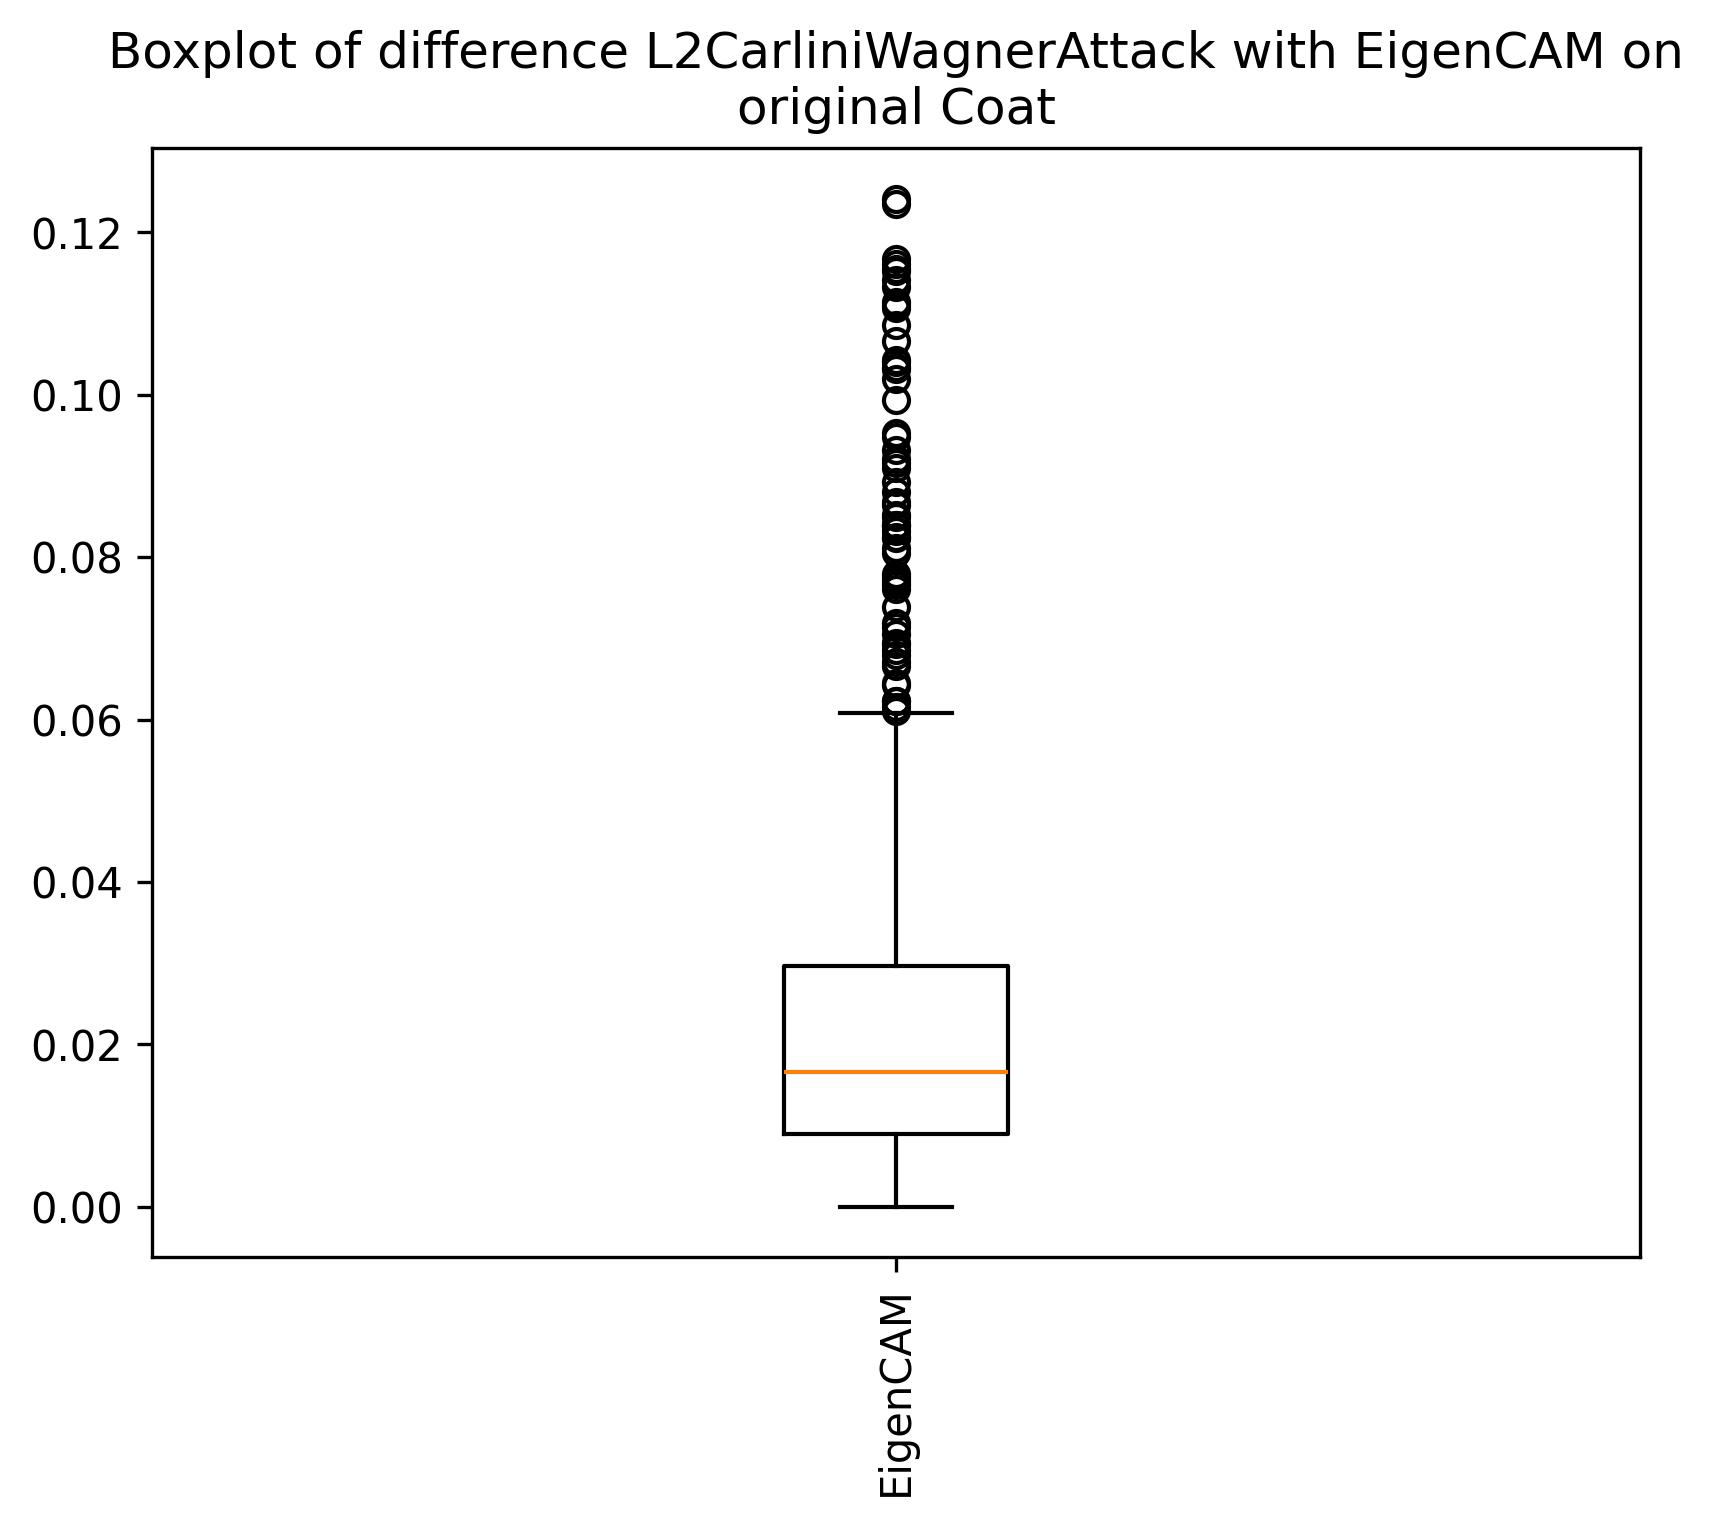 Boxplot of difference L2CarliniWagnerAttack with EigenCAM on
original Coat
0.12
0.10
0.08
0.06
0.04
0.02
0.00
EigenCAM